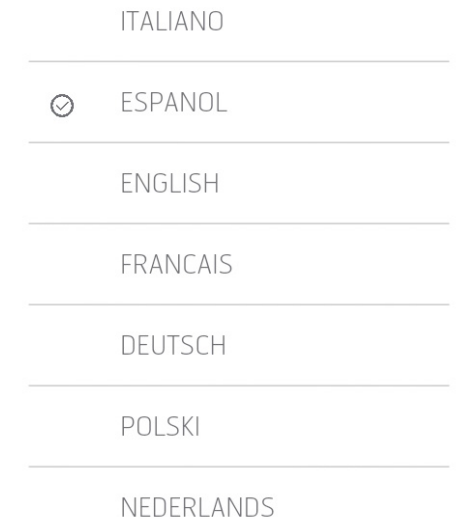 ITALIANO
ESPANOL
ENGLISH
FRANCAIS
DEUTSCH
POLSKI
NEDERLANDS